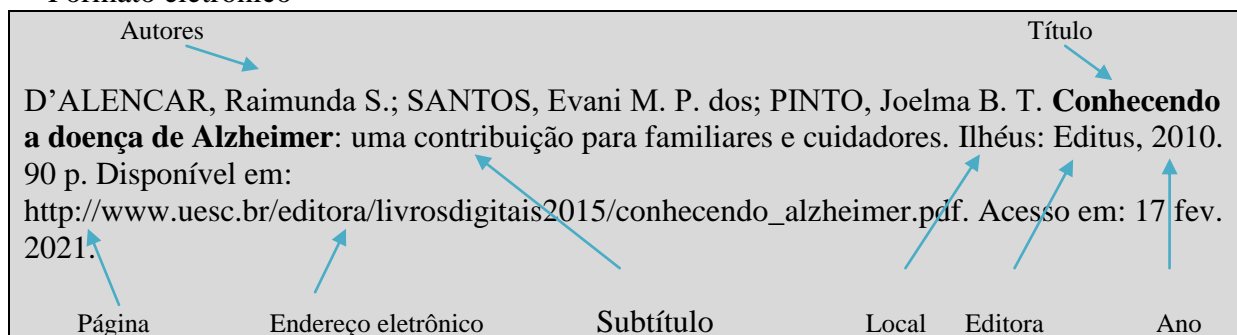 Formato eletrônico
Autores Título
D’ALENCAR, Raimunda S.; SANTOS, Evani M. P. dos; PINTO, Joelma B. T. Conhecendo
a doença de Alzheimer: uma contribuição para familiares e cuidadores. Ilhéus: Editus, 2010.
90 p. Disponível em:
http://www.uesc.br/editora/livrosdigitais2015/conhecendo_alzheimer.pdf. Acesso em: 17 fev.
2021.
Página Endereço eletrônico Subtítulo Local Editora Ano